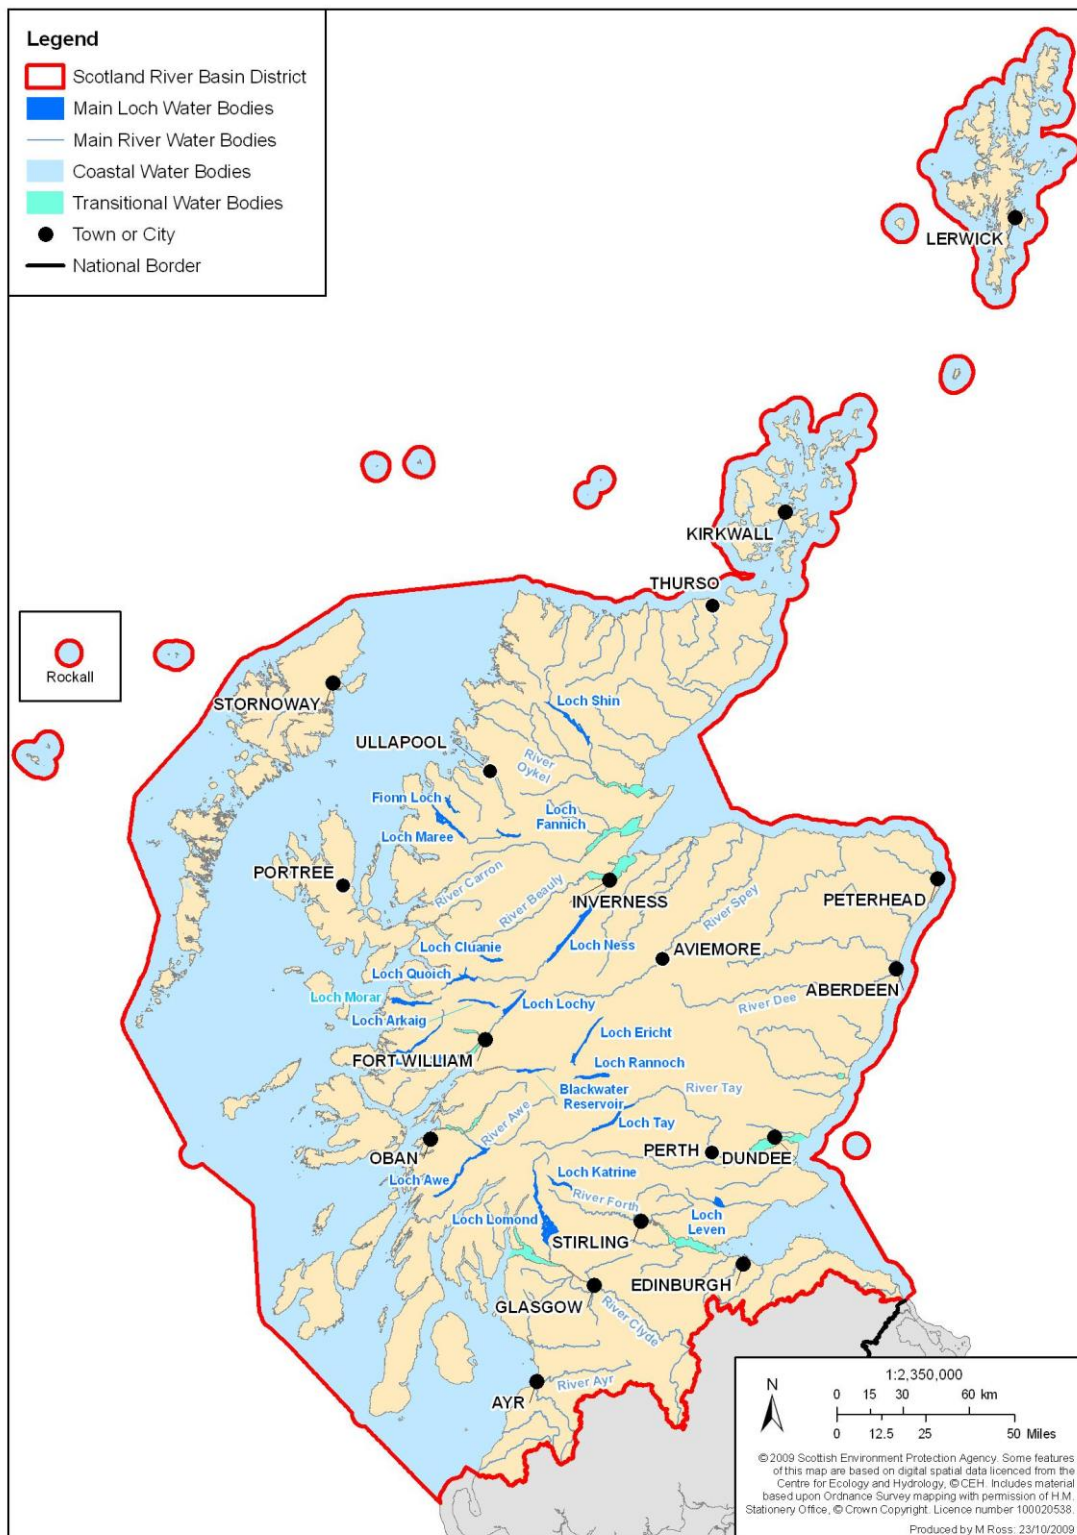 Legend
Scotland River Basin District
Main Loch Water Bodies
Main River Water Bodies
Coastal Water Bodies
Transitional Water Bodies
Town or City
National Border
LERWICK
KIRKWALL
THURSO
Rockall
STORNOWAY
Loch Shin
ULLAPOOL
River
Oykel
Fionn Loch
Loch
Fannich
Loch Maree
PORTREE
River Carron
River Beauly
INVERNESS
River Spey
PETERHEAD
Loch Cluanie
Loch Ness
AVIEMORE
Loch Quoich
Loch Morar
Loch Lochy
River Dee
ABERDEEN
Loch Arkaig
Loch Ericht
FORT WILLIAM
Loch Rannoch
Blackwater
Reservoir
River Tay
River Awe
Loch Tay
OBAN
PERTH
DUNDEE
Loch Awe
Loch Katrine
River Forth
Loch Lomond
Loch
Leven
STIRLING
EDINBURGH
GLASGOW
River Clyde
AYR
River Ayr
N
1:2,350,000
0 15 30 60 km
0 12.5 25 50 Miles
© 2009 Scottish Environment Protection Agency. Some features
of this map are based on digital spatial data licenced from the
Centre for Ecology and Hydrology, © CEH. Includes material
based upon Ordnance Survey mapping with permission of H.M.
Stationery Office, © Crown Copyright. Licence number 100020538.
Produced by M Ross: 23/10/2009